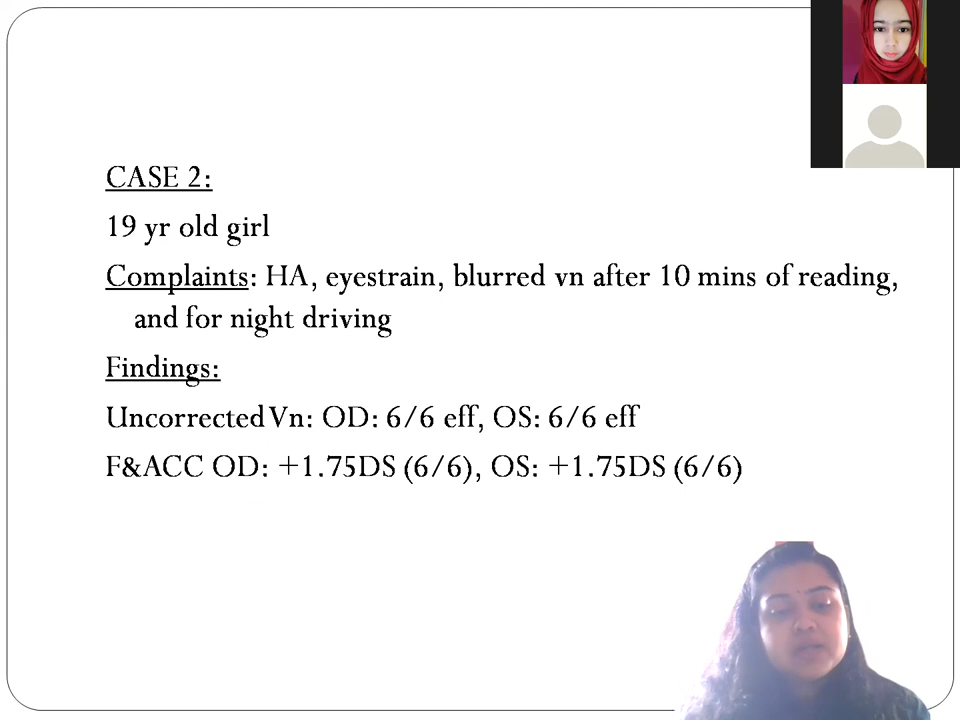 CASE 2:
19 yr old girl
Complaints: HA, eyestrain, blurred vn after 10 mins of reading,
and for night driving
Findings:
Uncorrected Vn: OD: 6/6 eff, OS: 6/6 eff
F&ACC OD: +1.75DS (6/6), OS: +1.75DS (6/6)